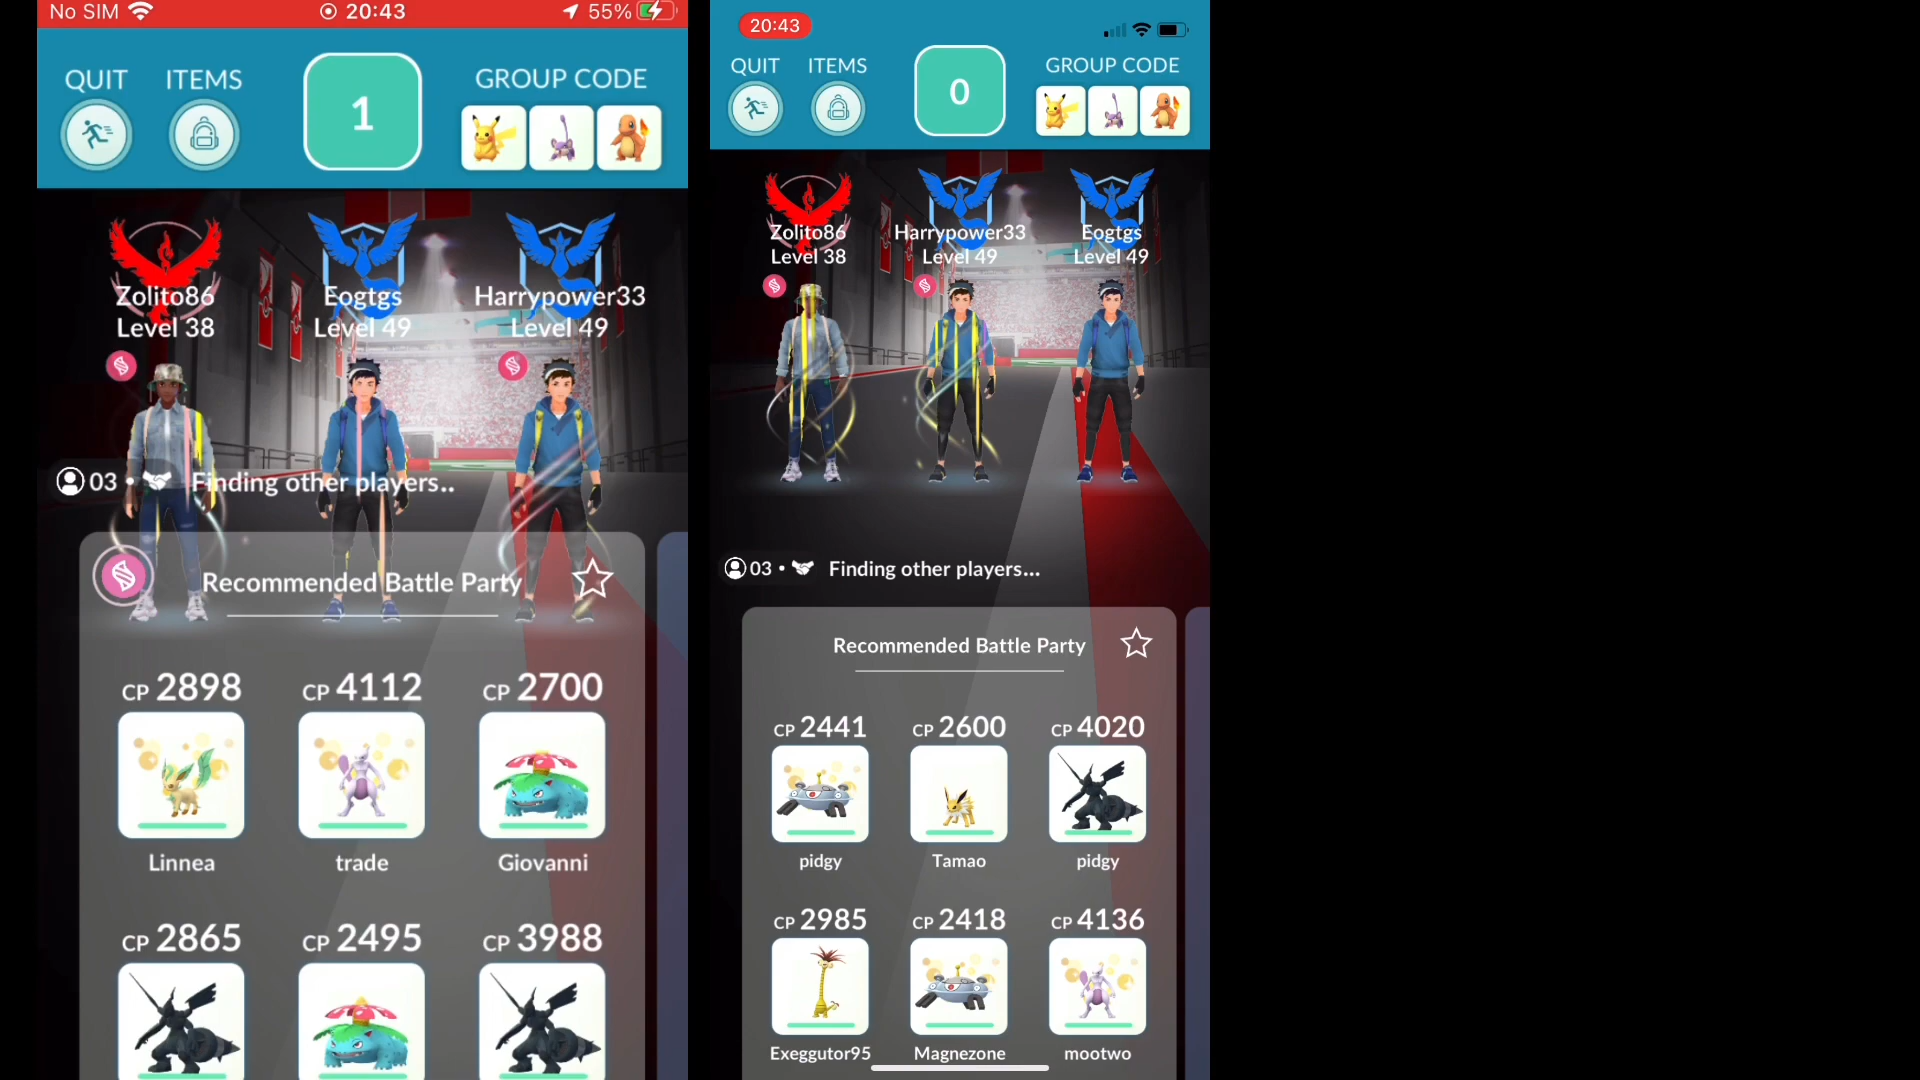 No SIM 20:43 55%
QUIT ITEMS 1 GROUP CODE
Zolito86 Eogtgs Harrypower33
Level 38 Level 49 Level 49
03 • Finding other players..
Recommended Battle Party
CP 2898 CP 4112 CP 2700
Linnea trade Giovanni
CP 2865 CP 2495 CP 3988
20:43
QUIT ITEMS 0 GROUP CODE
Zolito86 Harrypower33 Eogtgs
Level 38 Level 49 Level 49
03 • Finding other players...
Recommended Battle Party
CP 2441 CP 2600 CP 4020
pidgy Tamao pidgy
CP 2985 CP 2418 CP 4136
Exeggutor95 Magnezone mootwo